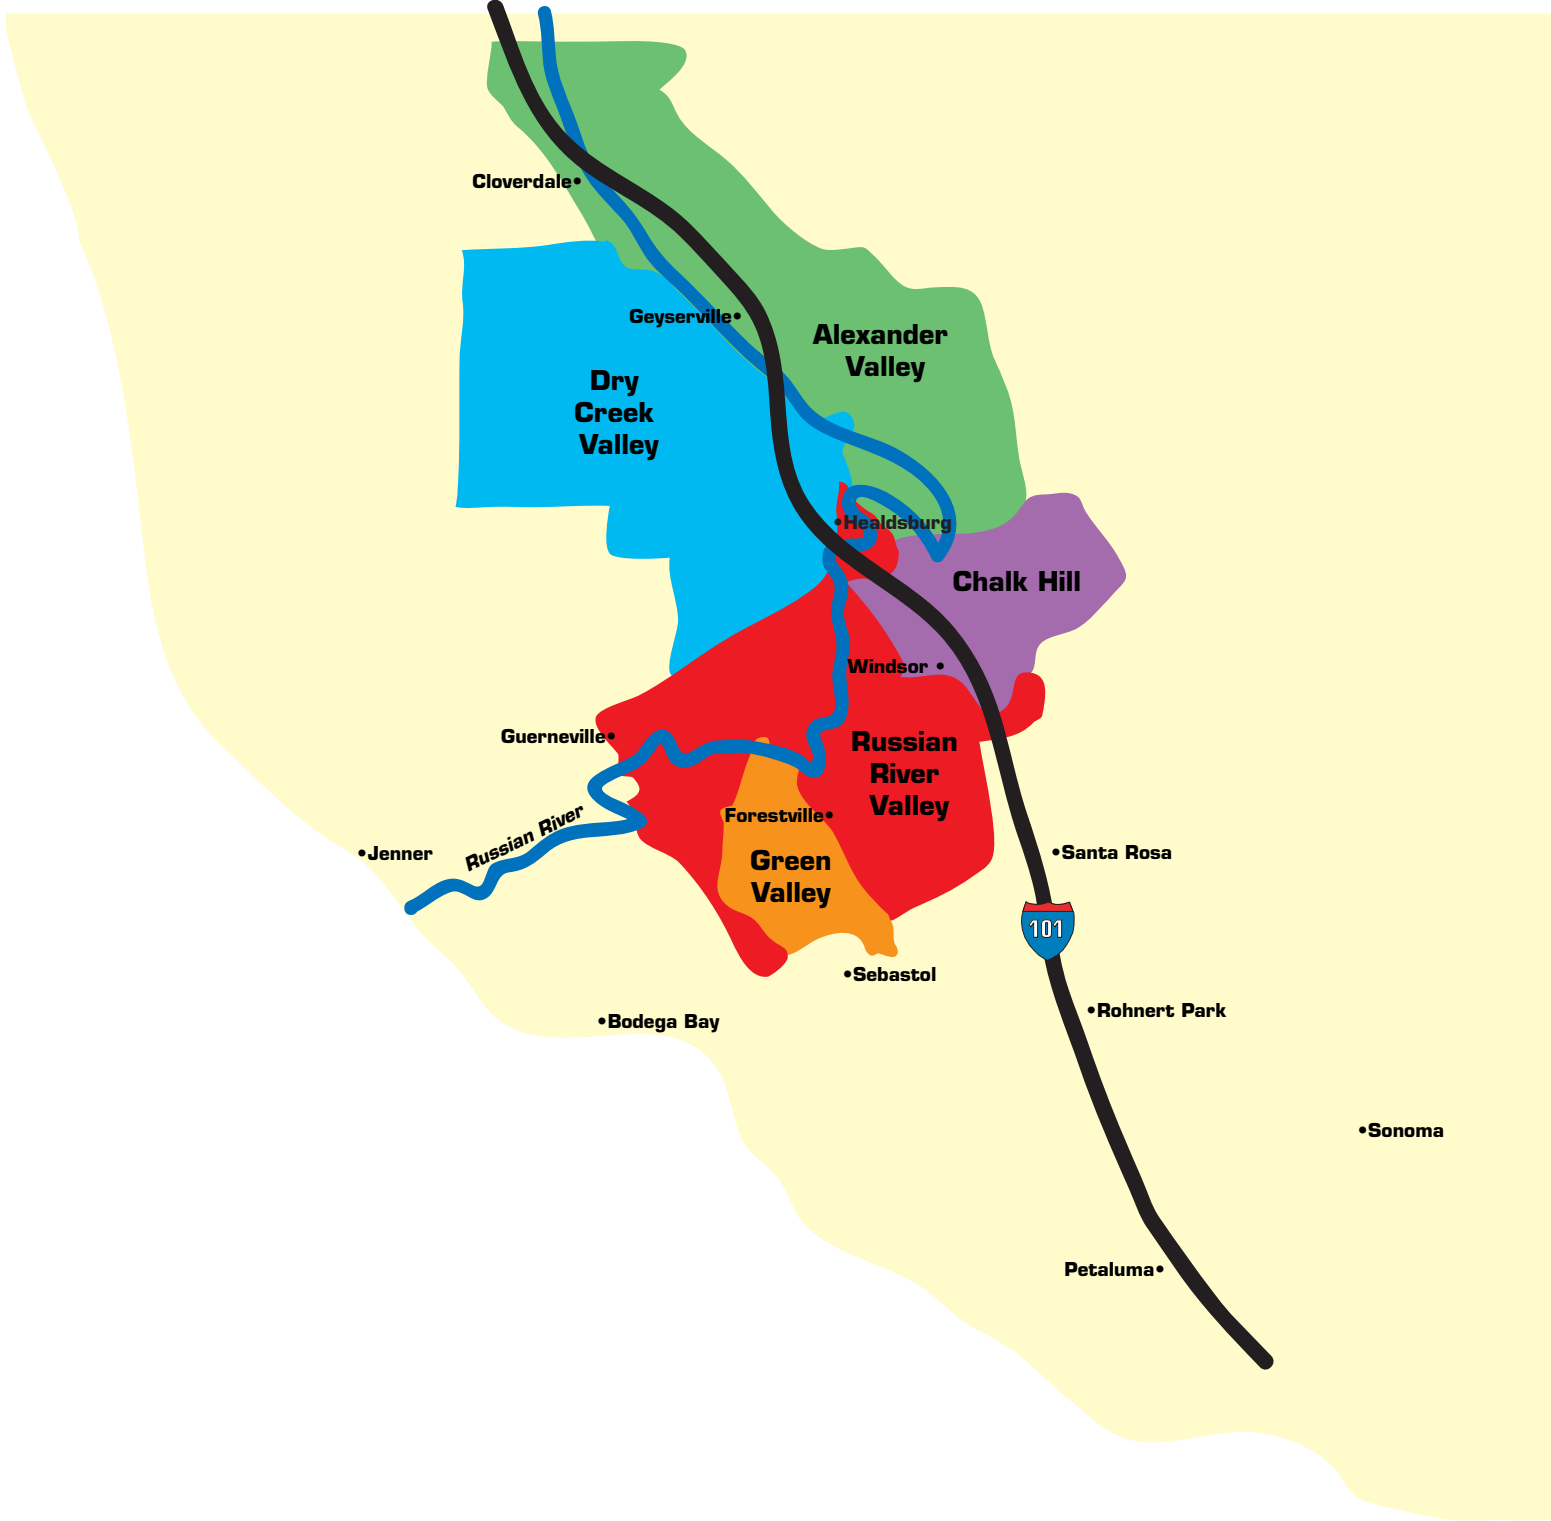 Cloverdale
Geyserville
Alexander
Valley
Dry
Creek
Valley
Healdsburg
Chalk Hill
Windsor
Guerneville
Russian
River
Valley
Forestville
Russian River
Jenner
Green
Valley
Santa Rosa
101
Sebastol
Rohnert Park
Bodega Bay
Sonoma
Petaluma